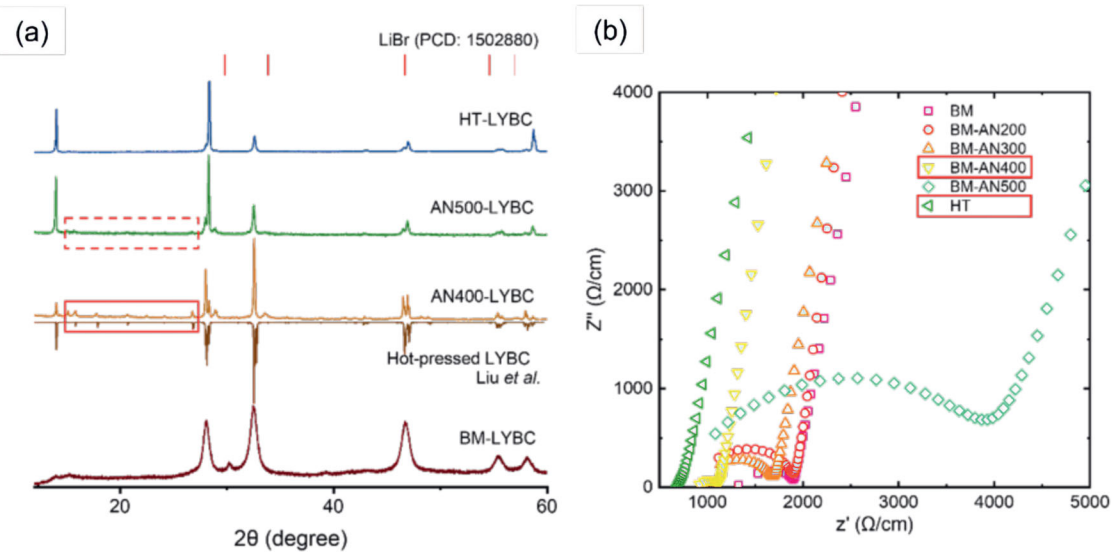 (a)
LiBr (PCD: 1502880)
HT-LYBC
AN500-LYBC
AN400-LYBC
Hot-pressed LYBC
Liu et al.
BM-LYBC
20
40
60
2θ (degree)
(b)
4000
3000
2000
1000
0
Z'' (Ω/cm)
BM
BM-AN200
BM-AN300
BM-AN400
BM-AN500
HT
1000
2000
3000
4000
5000
z' (Ω/cm)